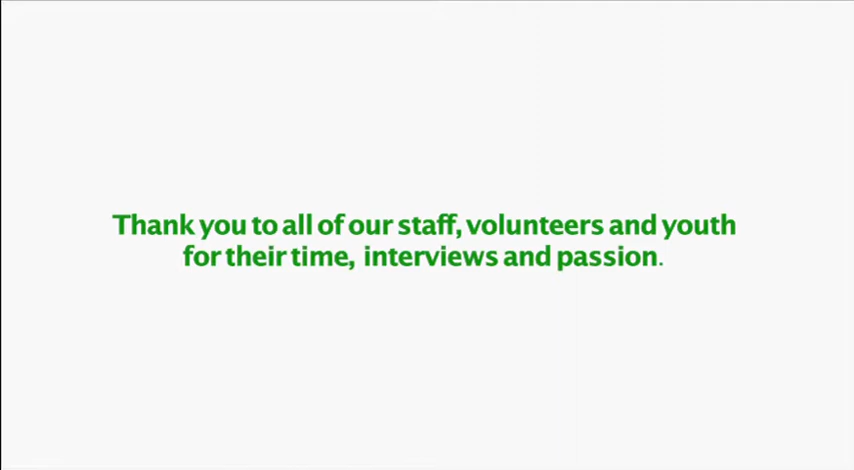 Thank you to all of our staff, volunteers and youth
for their time, interviews and passion.